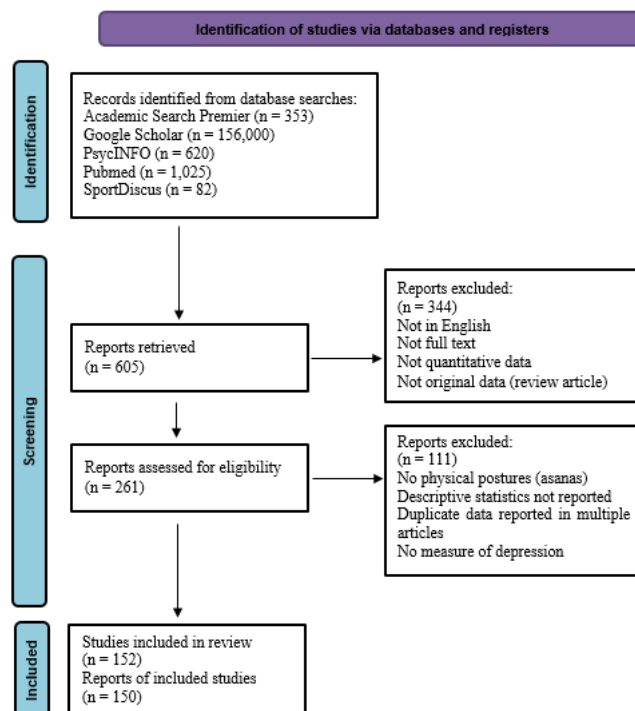 Identification of studies via databases and registers
Identification
Records identified from database searches:
Academic Search Premier (n = 353)
Google Scholar (n = 156,000)
PsycINFO (n = 620)
Pubmed (n = 1,025)
SportDiscus (n = 82)
Screening
Reports retrieved
(n = 605)
Reports excluded:
(n = 344)
Not in English
Not full text
Not quantitative data
Not original data (review article)
Reports assessed for eligibility
(n = 261)
Reports excluded:
(n = 111)
No physical postures (asanas)
Descriptive statistics not reported
Duplicate data reported in multiple
articles
No measure of depression
Included
Studies included in review
(n = 152)
Reports of included studies
(n = 150)